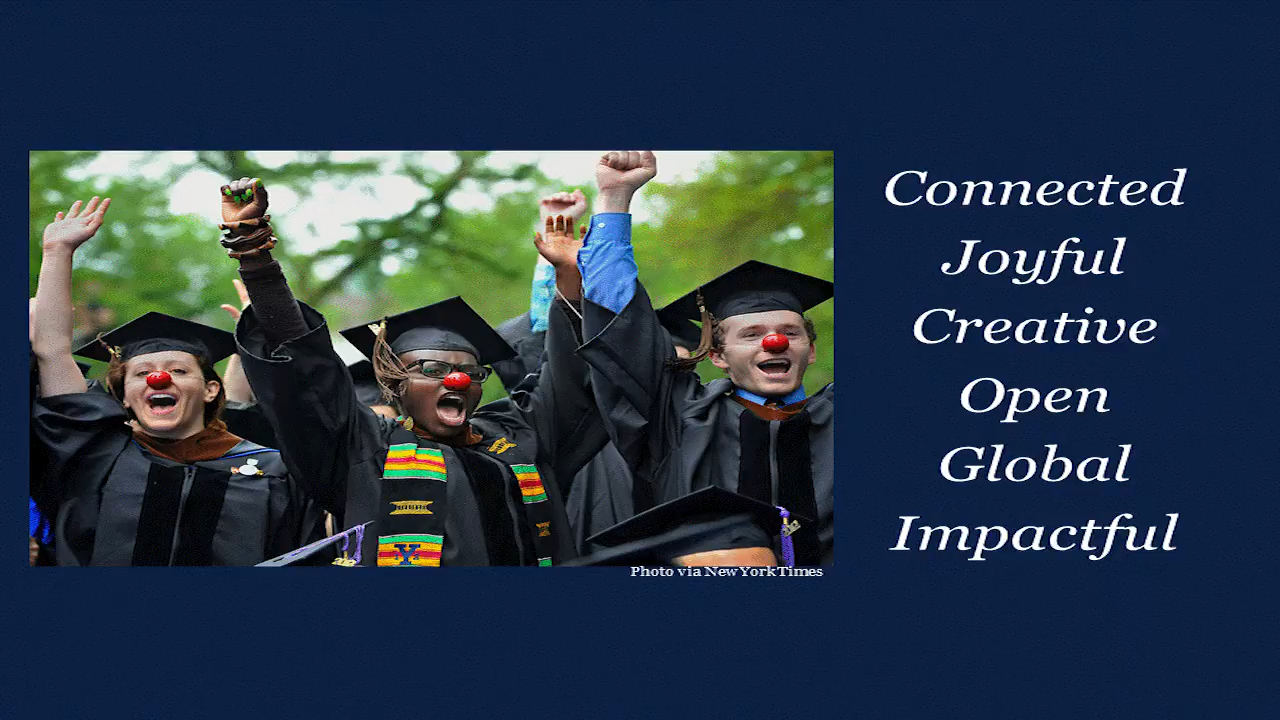 Connected
Joyful
Creative
Open
Global
Impactful
Photo via NewYorkTimes
Y